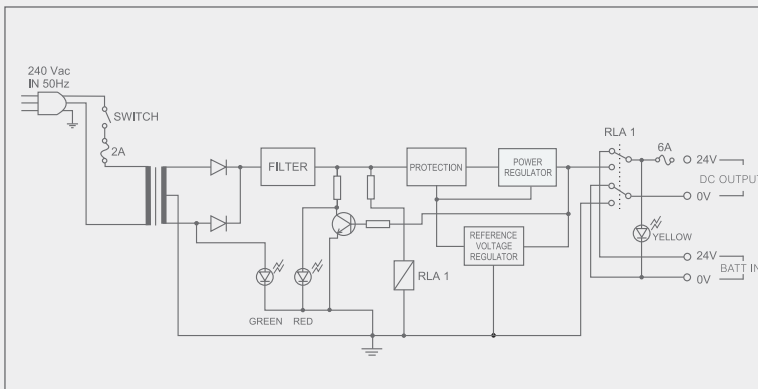 240 Vac
IN 50Hz
SWITCH
2A
FILTER
PROTECTION
POWER
REGULATOR
REFERENCE
VOLTAGE
REGULATOR
RLA 1
GREEN
RED
RLA 1
6A
24V
DC OUTPUT
0V
YELLOW
24V
BATT IN
0V